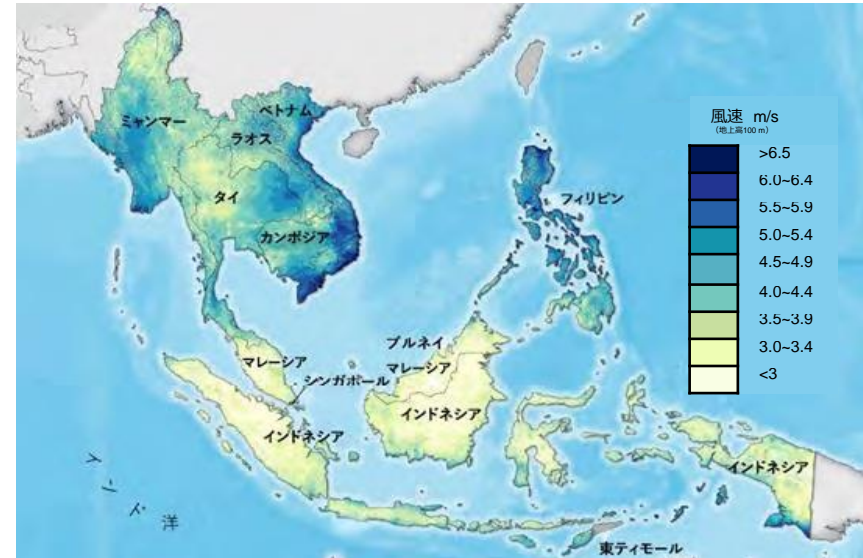 ミャンマー
ベトナム
ラオス
タイ
カンボジア
フィリピン
ブルネイ
マレーシア
マレーシア
シンガポール
インドネシア
インドネシア
インドネシア
東ティモール
インド洋
風速 m/s
(地上高100 m)
>6.5
6.0~6.4
5.5~5.9
5.0~5.4
4.5~4.9
4.0~4.4
3.5~3.9
3.0~3.4
<3